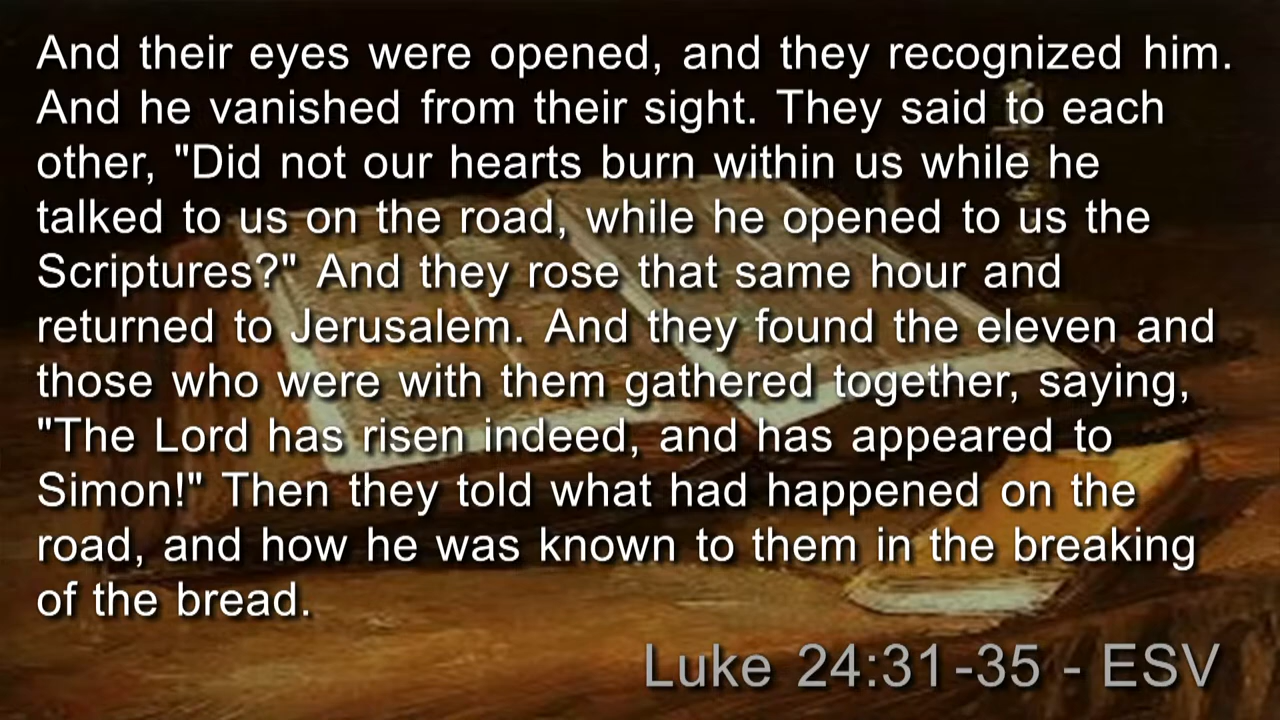 And their eyes were opened, and they recognized him.
And he vanished from their sight. They said to each
other, "Did not our hearts burn within us while he
talked to us on the road, while he opened to us the
Scriptures?" And they rose that same hour and
returned to Jerusalem. And they found the eleven and
those who were with them gathered together, saying,
"The Lord has risen indeed, and has appeared to
Simon!" Then they told what had happened on the
road, and how he was known to them in the breaking
of the bread.
Luke 24:31-35 - ESV